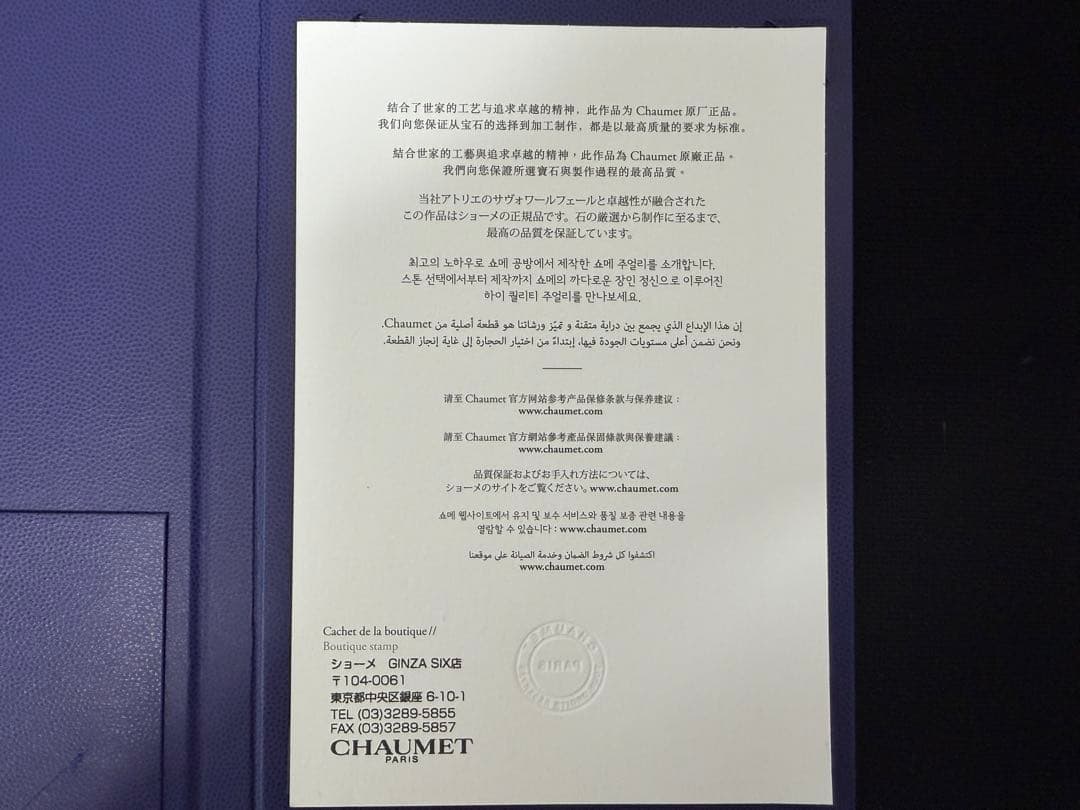 结合了世家的工艺与追求卓越的精神，此作品为 Chaumet 原厂正品。
我们向您保证从宝石的选择到加工制作，都是以最高质量的要求为标准。
結合世家的工藝與追求卓越的精神，此作品為 Chaumet 原廠正品。
我們向您保證所選寶石與製作過程的最高品質。
当社アトリエのサヴォワールフェールと卓越性が融合された
この作品はショーメの正規品です。石の厳選から制作に至るまで、
最高の品質を保証しています。
최고의 노하우로 쇼메 공방에서 제작한 쇼메 주얼리를 소개합니다.
스톤 선택에서부터 제작까지 쇼메의 까다로운 장인 정신으로 이루어진
하이 퀄리티 주얼리를 만나보세요.
إن هذا الإبداع الذي يجمع بين دراية متقنة و تميّز ورشاتنا هو قطعة أصلية من Chaumet.
ونحن نضمن أعلى مستويات الجودة فيها، إبتداءً من اختيار الحجارة إلى غاية إنجاز القطعة.
请至 Chaumet 官方网站参考产品保修条款与保养建议：
www.chaumet.com
請至 Chaumet 官方網站參考產品保固條款與保養建議：
www.chaumet.com
品質保証およびお手入れ方法については、
ショーメのサイトをご覧ください。www.chaumet.com
쇼메 웹사이트에서 유지 및 보수 서비스와 품질 보증 관련 내용을
열람할 수 있습니다 : www.chaumet.com
اكتشفوا كل شروط الضمان وخدمة الصيانة على موقعنا
www.chaumet.com
Cachet de la boutique //
Boutique stamp
ショーメ GINZA SIX店
〒104-0061
東京都中央区銀座 6-10-1
TEL (03)3289-5855
FAX (03)3289-5857
CHAUMET
PARIS
CHAUMET
PARIS